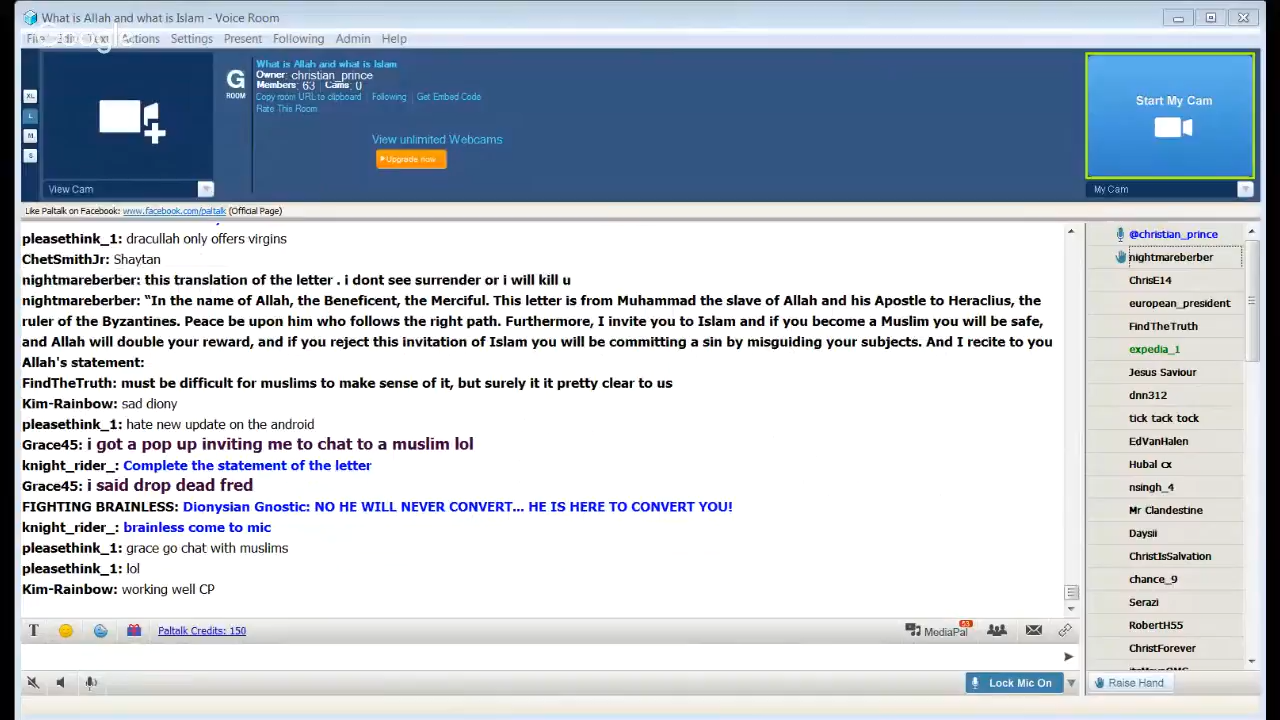 What is Allah and what is Islam - Voice Room
Google
File Edit Text Actions Settings Present Following Favorites Admin Help
XL
L
M
S
View Cam
G
ROOM
What is Allah and what is Islam
Owner: christian_prince
Members: 63 Cams: 0
Copy room URL to clipboard Following Get Embed Code
Rate This Room
View unlimited Webcams
Upgrade now
Start My Cam
My Cam
Like Paltalk on Facebook: www.facebook.com/paltalk (Official Page)
pleasethink_1: dracullah only offers virgins
ChetSmithJr: Shaytan
nightmareberber: this translation of the letter . i dont see surrender or i will kill u
nightmareberber: “In the name of Allah, the Beneficent, the Merciful. This letter is from Muhammad the slave of Allah and his Apostle to Heraclius, the
ruler of the Byzantines. Peace be upon him who follows the right path. Furthermore, I invite you to Islam and if you become a Muslim you will be safe,
and Allah will double your reward, and if you reject this invitation of Islam you will be committing a sin by misguiding your subjects. And I recite to you
Allah's statement:
FindTheTruth: must be difficult for muslims to make sense of it, but surely it it pretty clear to us
Kim-Rainbow: sad diony
pleasethink_1: hate new update on the android
Grace45: i got a pop up inviting me to chat to a muslim lol
knight_rider_: Complete the statement of the letter
Grace45: i said drop dead fred
FIGHTING BRAINLESS: Dionysian Gnostic: NO HE WILL NEVER CONVERT... HE IS HERE TO CONVERT YOU!
knight_rider_: brainless come to mic
pleasethink_1: grace go chat with muslims
pleasethink_1: lol
Kim-Rainbow: working well CP
@christian_prince
nightmareberber
ChrisE14
european_president
FindTheTruth
expedia_1
Jesus Saviour
dnn312
tick tack tock
EdVanHalen
Hubal cx
nsingh_4
Mr Clandestine
Daysii
ChristIsSalvation
chance_9
Serazi
RobertH55
ChristForever
T
Paltalk Credits: 150
MediaPal
53
Lock Mic On
Raise Hand